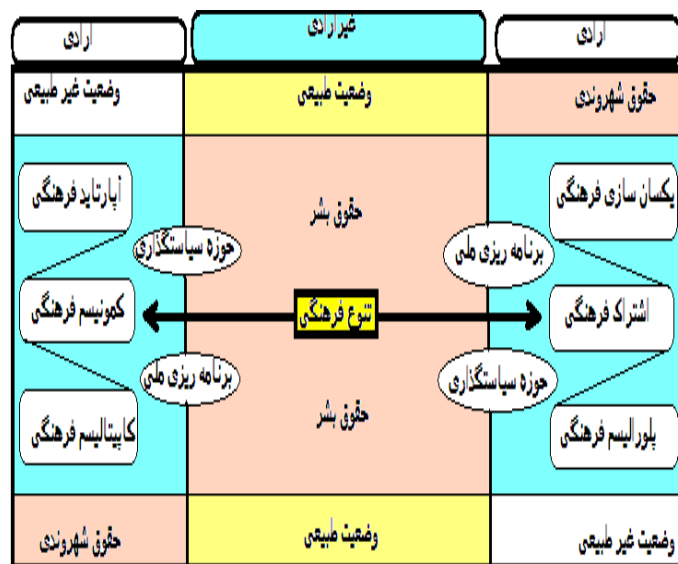 ارادی
غیرارادی
ارادی
حقوق شهروندی
وضعیت طبیعی
وضعیت غیر طبیعی
یکسان سازی فرهنگی
حقوق بشر
آپارتاید فرهنگی
برنامه ریزی ملی
حوزه سیاستگذاری
اشتراک فرهنگی
تنوع فرهنگی
کمونیسم فرهنگی
حوزه سیاستگذاری
برنامه ریزی ملی
پلورالیسم فرهنگی
حقوق بشر
کاپیتالیسم فرهنگی
وضعیت غیر طبیعی
وضعیت طبیعی
حقوق شهروندی